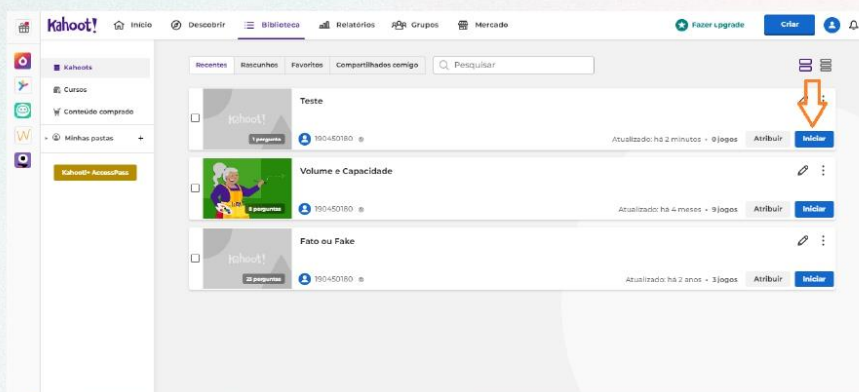 Kahoot! Início Descobrir Biblioteca Relatórios Grupos Mercado Fazer upgrade Criar
Kahoots
Cursos
Conteúdo comprado
Minhas pastas +
Kahoot!+ AccessPass
Recentes Rascunhos Favoritos Compartilhados comigo Pesquisar
Kahoot!
1 pergunta
Teste
190450180
Atualizado: há 2 minutos • 0 jogos Atribuir Iniciar
8 perguntas
Volume e Capacidade
190450180
Atualizado: há 4 meses • 9 jogos Atribuir Iniciar
Kahoot!
22 perguntas
Fato ou Fake
190450180
Atualizado: há 2 anos • 3 jogos Atribuir Iniciar